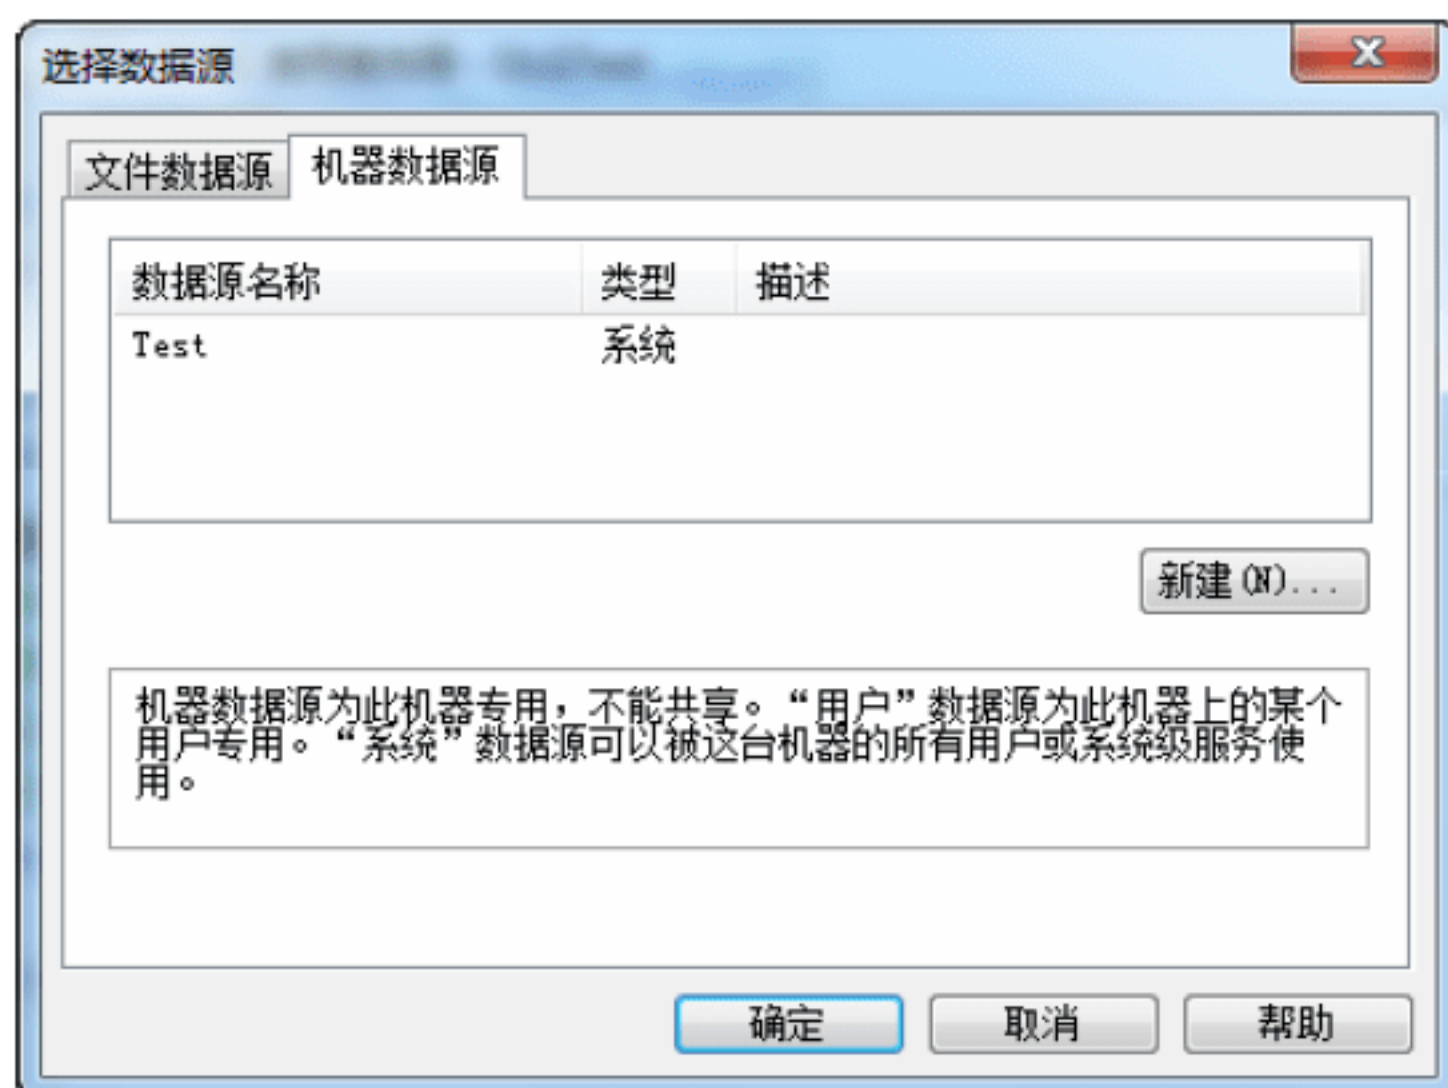 选择数据源
文件数据源 机器数据源
数据源名称 类型 描述
Test 系统
新建(N)...
机器数据源为此机器专用，不能共享。“用户”数据源为此机器上的某个
用户专用。“系统”数据源可以被这台机器的所有用户或系统级服务使
用。
确定 取消 帮助